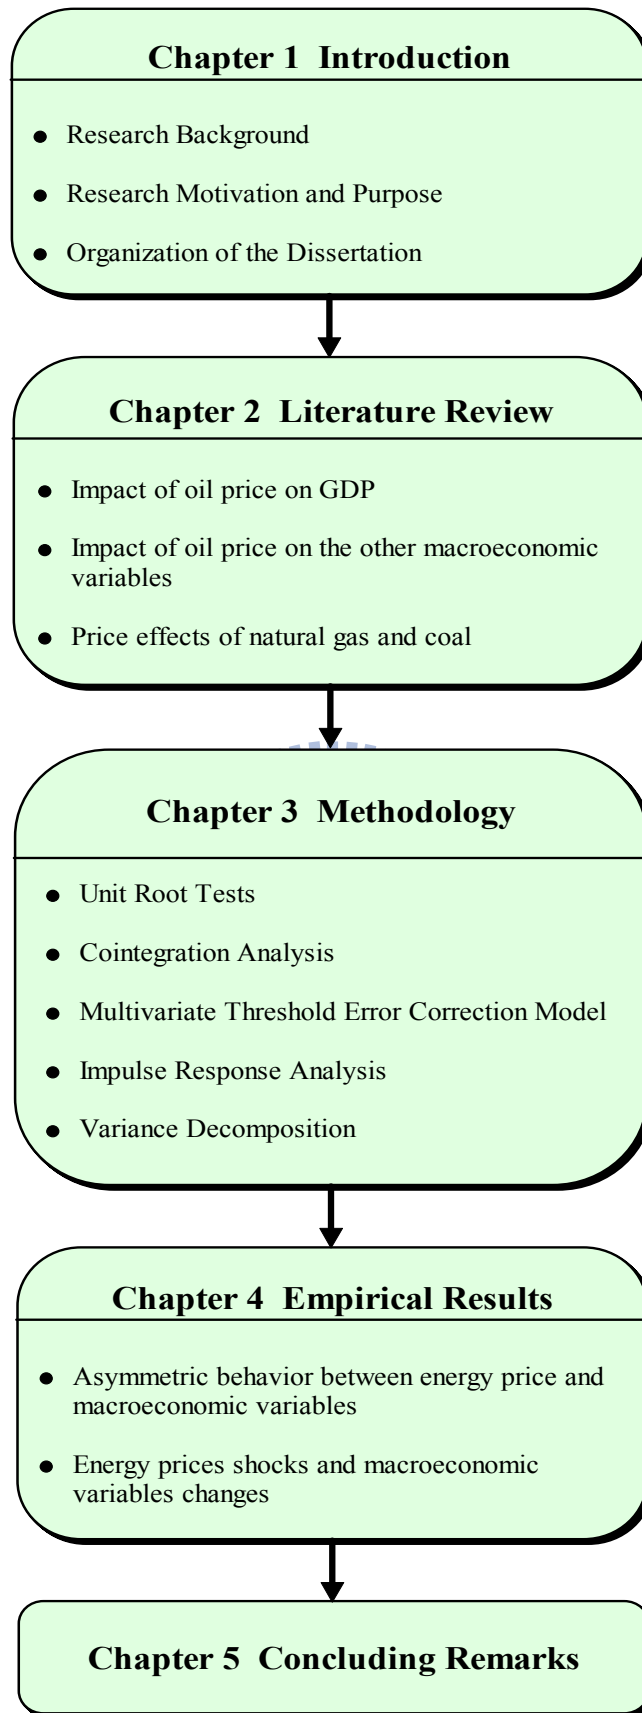 Chapter 1  Introduction
● Research Background
● Research Motivation and Purpose
● Organization of the Dissertation
Chapter 2  Literature Review
● Impact of oil price on GDP
● Impact of oil price on the other macroeconomic
variables
● Price effects of natural gas and coal
Chapter 3  Methodology
● Unit Root Tests
● Cointegration Analysis
● Multivariate Threshold Error Correction Model
● Impulse Response Analysis
● Variance Decomposition
Chapter 4  Empirical Results
● Asymmetric behavior between energy price and
macroeconomic variables
● Energy prices shocks and macroeconomic
variables changes
Chapter 5  Concluding Remarks